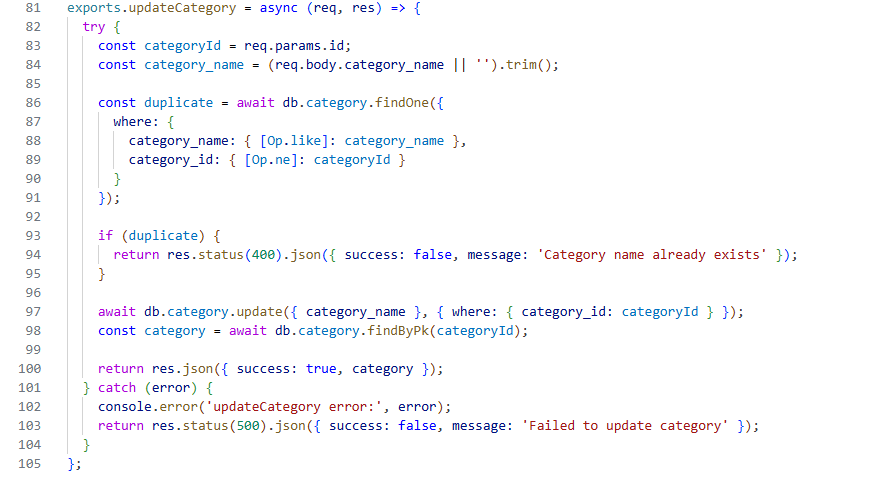 81 exports.updateCategory = async (req, res) => {
82   try {
83     const categoryId = req.params.id;
84     const category_name = (req.body.category_name || '').trim();
85
86     const duplicate = await db.category.findOne({
87       where: {
88         category_name: { [Op.like]: category_name },
89         category_id: { [Op.ne]: categoryId }
90       }
91     });
92
93     if (duplicate) {
94       return res.status(400).json({ success: false, message: 'Category name already exists' });
95     }
96
97     await db.category.update({ category_name }, { where: { category_id: categoryId } });
98     const category = await db.category.findByPk(categoryId);
99
100     return res.json({ success: true, category });
101   } catch (error) {
102     console.error('updateCategory error:', error);
103     return res.status(500).json({ success: false, message: 'Failed to update category' });
104   }
105 };